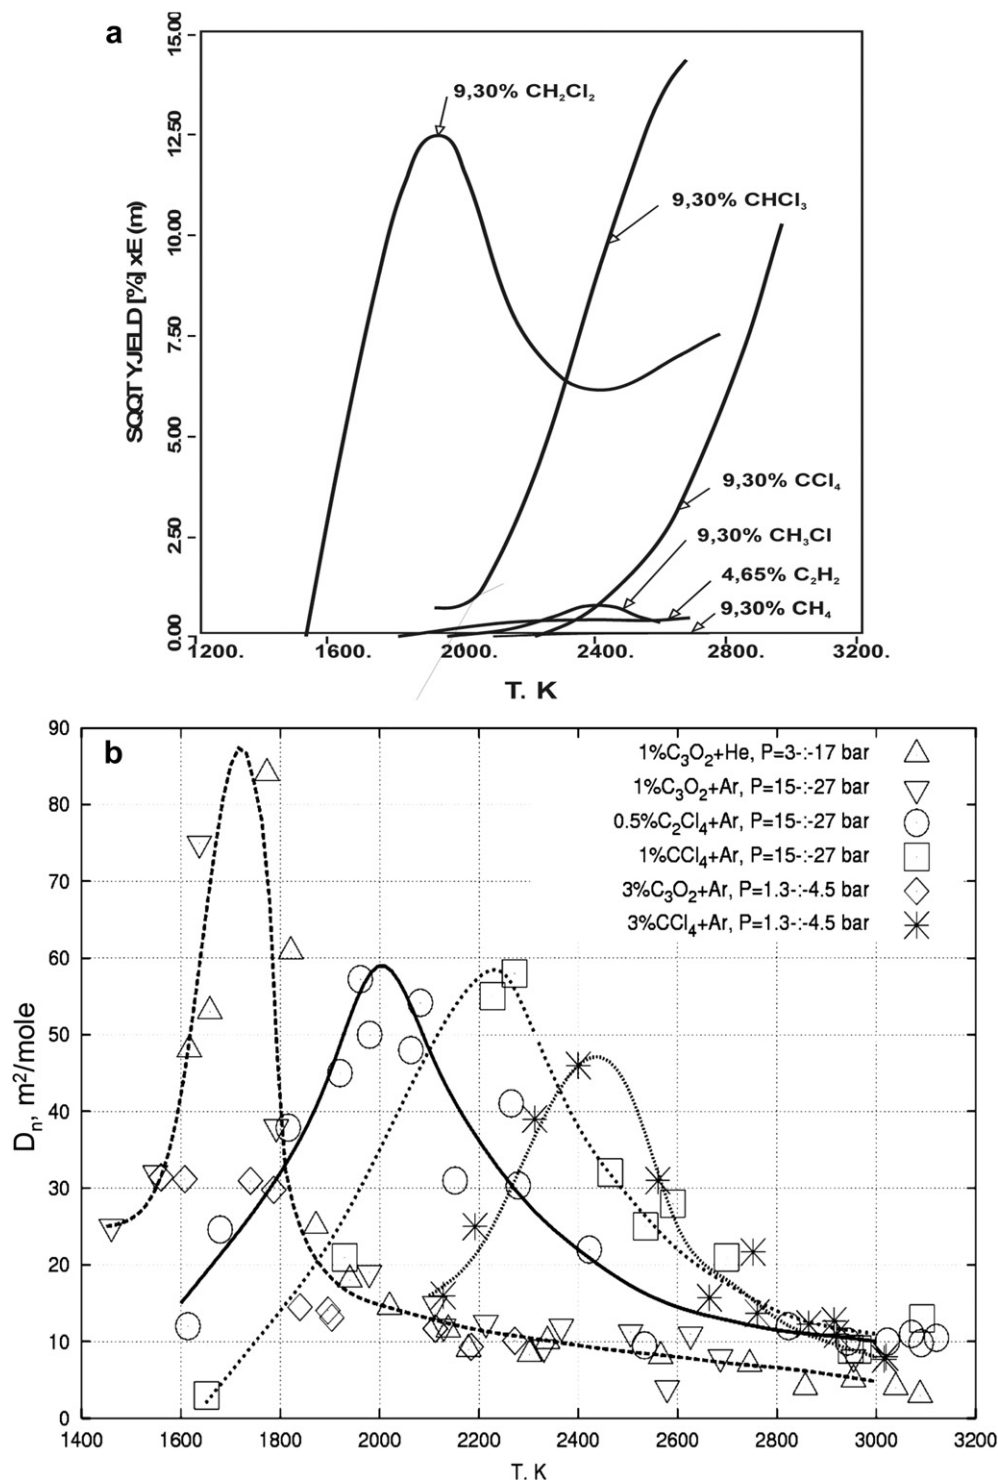 a
15.00
12.50
10.00
7.50
5.00
2.50
0.00
SQQT YJELD [%] xE (m)
9,30% CH₂Cl₂
9,30% CHCl₃
9,30% CCl₄
9,30% CH₃Cl
4,65% C₂H₂
9,30% CH₄
1200. 1600. 2000. 2400. 2800. 3200.
T. K
b
90
80
70
60
50
40
30
20
10
0
Dₙ, m²/mole
1%C₃O₂+He, P=3-:-17 bar
1%C₃O₂+Ar, P=15-:-27 bar
0.5%C₂Cl₄+Ar, P=15-:-27 bar
1%CCl₄+Ar, P=15-:-27 bar
3%C₃O₂+Ar, P=1.3-:-4.5 bar
3%CCl₄+Ar, P=1.3-:-4.5 bar
1400 1600 1800 2000 2200 2400 2600 2800 3000 3200
T. K